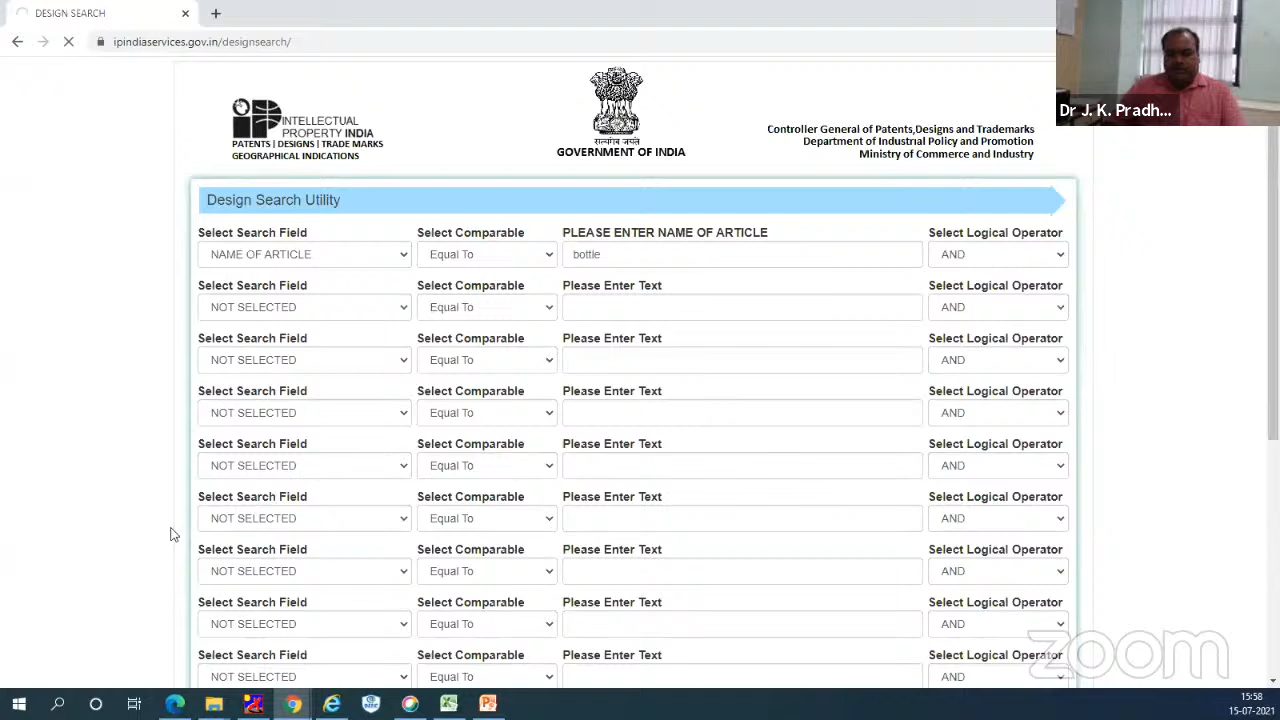 DESIGN SEARCH
ipindiaservices.gov.in/designsearch/
Dr J. K. Pradh...
INTELLECTUAL
PROPERTY INDIA
PATENTS | DESIGNS | TRADE MARKS
GEOGRAPHICAL INDICATIONS
सत्यमेव जयते
GOVERNMENT OF INDIA
Controller General of Patents,Designs and Trademarks
Department of Industrial Policy and Promotion
Ministry of Commerce and Industry
Design Search Utility
Select Search Field Select Comparable PLEASE ENTER NAME OF ARTICLE Select Logical Operator
NAME OF ARTICLE Equal To bottle AND
Select Search Field Select Comparable Please Enter Text Select Logical Operator
NOT SELECTED Equal To AND
Select Search Field Select Comparable Please Enter Text Select Logical Operator
NOT SELECTED Equal To AND
Select Search Field Select Comparable Please Enter Text Select Logical Operator
NOT SELECTED Equal To AND
Select Search Field Select Comparable Please Enter Text Select Logical Operator
NOT SELECTED Equal To AND
Select Search Field Select Comparable Please Enter Text Select Logical Operator
NOT SELECTED Equal To AND
Select Search Field Select Comparable Please Enter Text Select Logical Operator
NOT SELECTED Equal To AND
Select Search Field Select Comparable Please Enter Text Select Logical Operator
NOT SELECTED Equal To AND
Select Search Field Select Comparable Please Enter Text Select Logical Operator
NOT SELECTED Equal To AND
zoom
15:58
15-07-2021